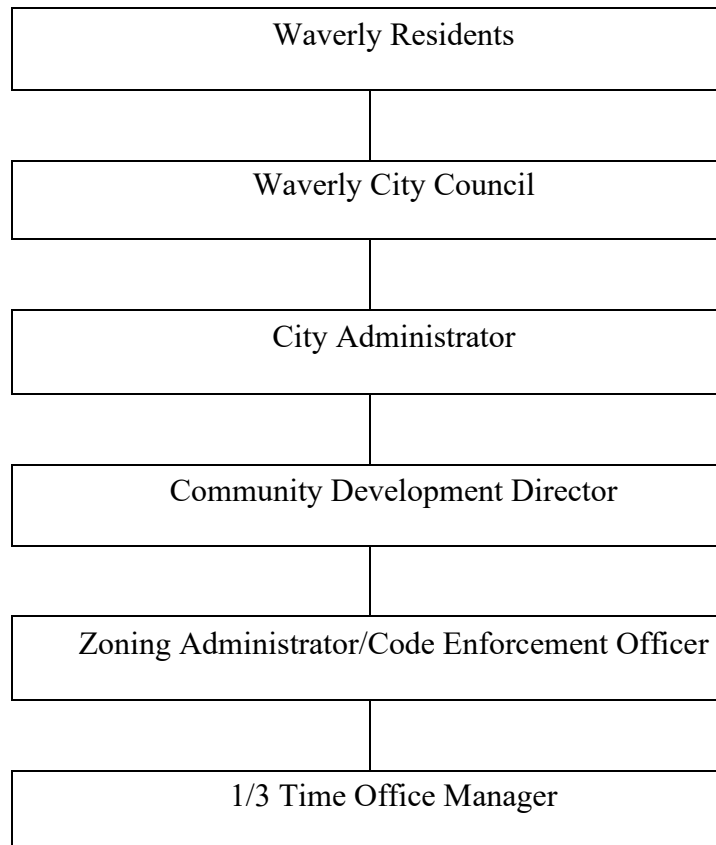 Waverly Residents
Waverly City Council
City Administrator
Community Development Director
Zoning Administrator/Code Enforcement Officer
1/3 Time Office Manager